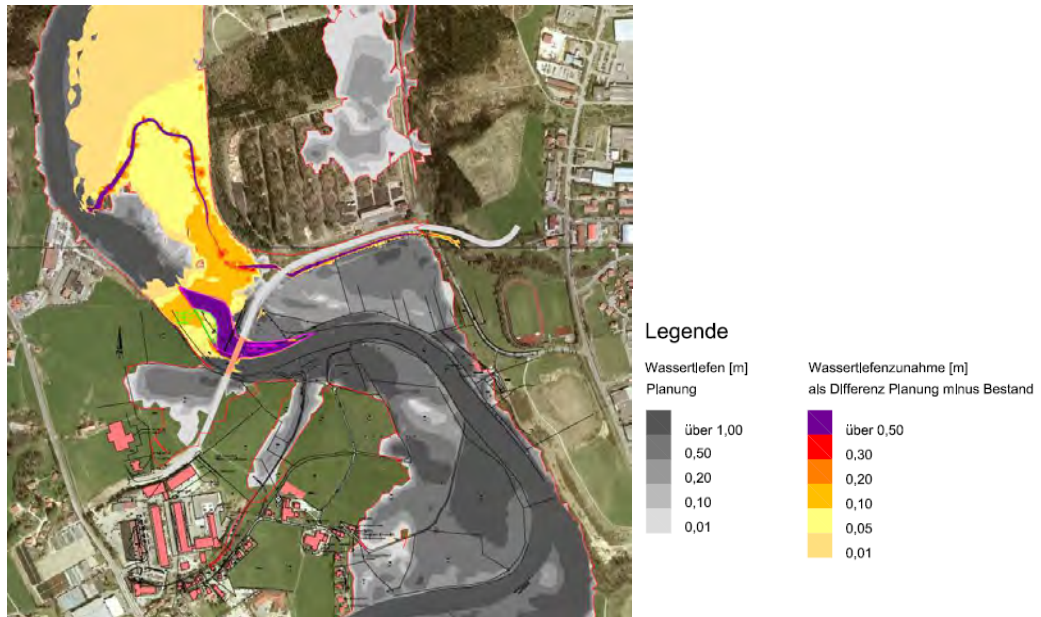 Legende
Wassertiefen [m]
Planung
über 1,00
0,50
0,20
0,10
0,01
Wassertiefenzunahme [m]
als Differenz Planung minus Bestand
über 0,50
0,30
0,20
0,10
0,05
0,01